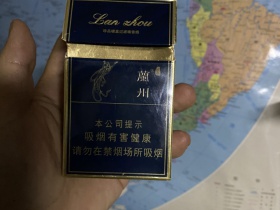 Lan zhou
蘭州
本公司提示
吸烟有害健康
请勿在禁烟场所吸烟